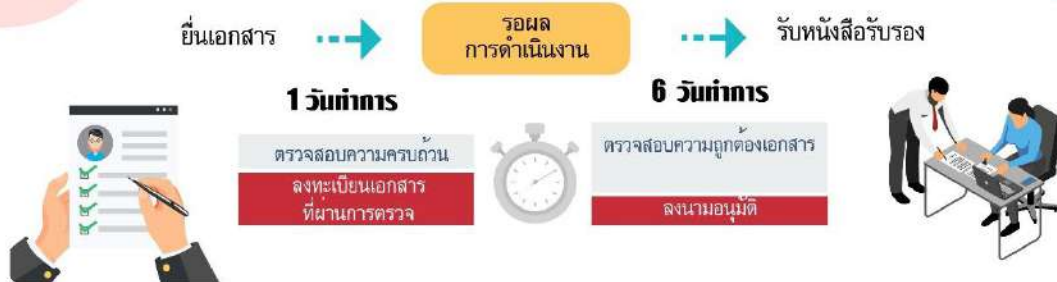 ยื่นเอกสาร
รอผล
การดำเนินงาน
รับหนังสือรับรอง
1 วันทำการ
6 วันทำการ
ตรวจสอบความครบถ้วน
ลงทะเบียนเอกสาร
ที่ผ่านการตรวจ
ตรวจสอบความถูกต้องเอกสาร
ลงนามอนุมัติ